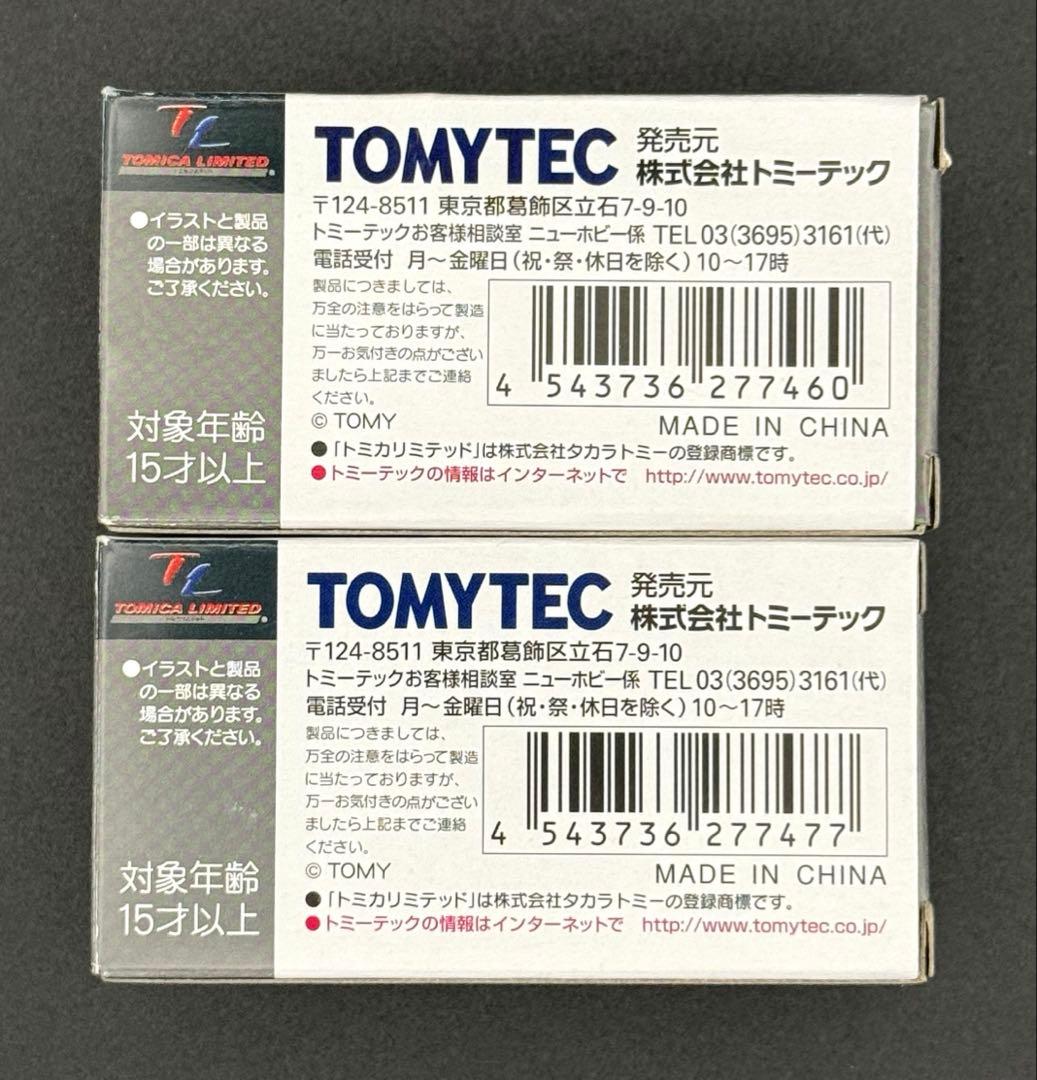 TL
TOMICA LIMITED
●イラストと製品
の一部は異なる
場合があります。
ご了承ください。
対象年齢
15才以上
TOMYTEC 発売元
株式会社トミーテック
〒124-8511 東京都葛飾区立石7-9-10
トミーテックお客様相談室 ニューホビー係 TEL 03(3695)3161(代)
電話受付 月〜金曜日(祝・祭・休日を除く)10〜17時
製品につきましては、
万全の注意をはらって製造
に当たっておりますが、
万一お気付きの点がござい
ましたら上記までご連絡
ください。
4 543736 277460
© TOMY MADE IN CHINA
●「トミカリミテッド」は株式会社タカラトミーの登録商標です。
●トミーテックの情報はインターネットで http://www.tomytec.co.jp/
TL
TOMICA LIMITED
●イラストと製品
の一部は異なる
場合があります。
ご了承ください。
対象年齢
15才以上
TOMYTEC 発売元
株式会社トミーテック
〒124-8511 東京都葛飾区立石7-9-10
トミーテックお客様相談室 ニューホビー係 TEL 03(3695)3161(代)
電話受付 月〜金曜日(祝・祭・休日を除く)10〜17時
製品につきましては、
万全の注意をはらって製造
に当たっておりますが、
万一お気付きの点がござい
ましたら上記までご連絡
ください。
4 543736 277477
© TOMY MADE IN CHINA
●「トミカリミテッド」は株式会社タカラトミーの登録商標です。
●トミーテックの情報はインターネットで http://www.tomytec.co.jp/